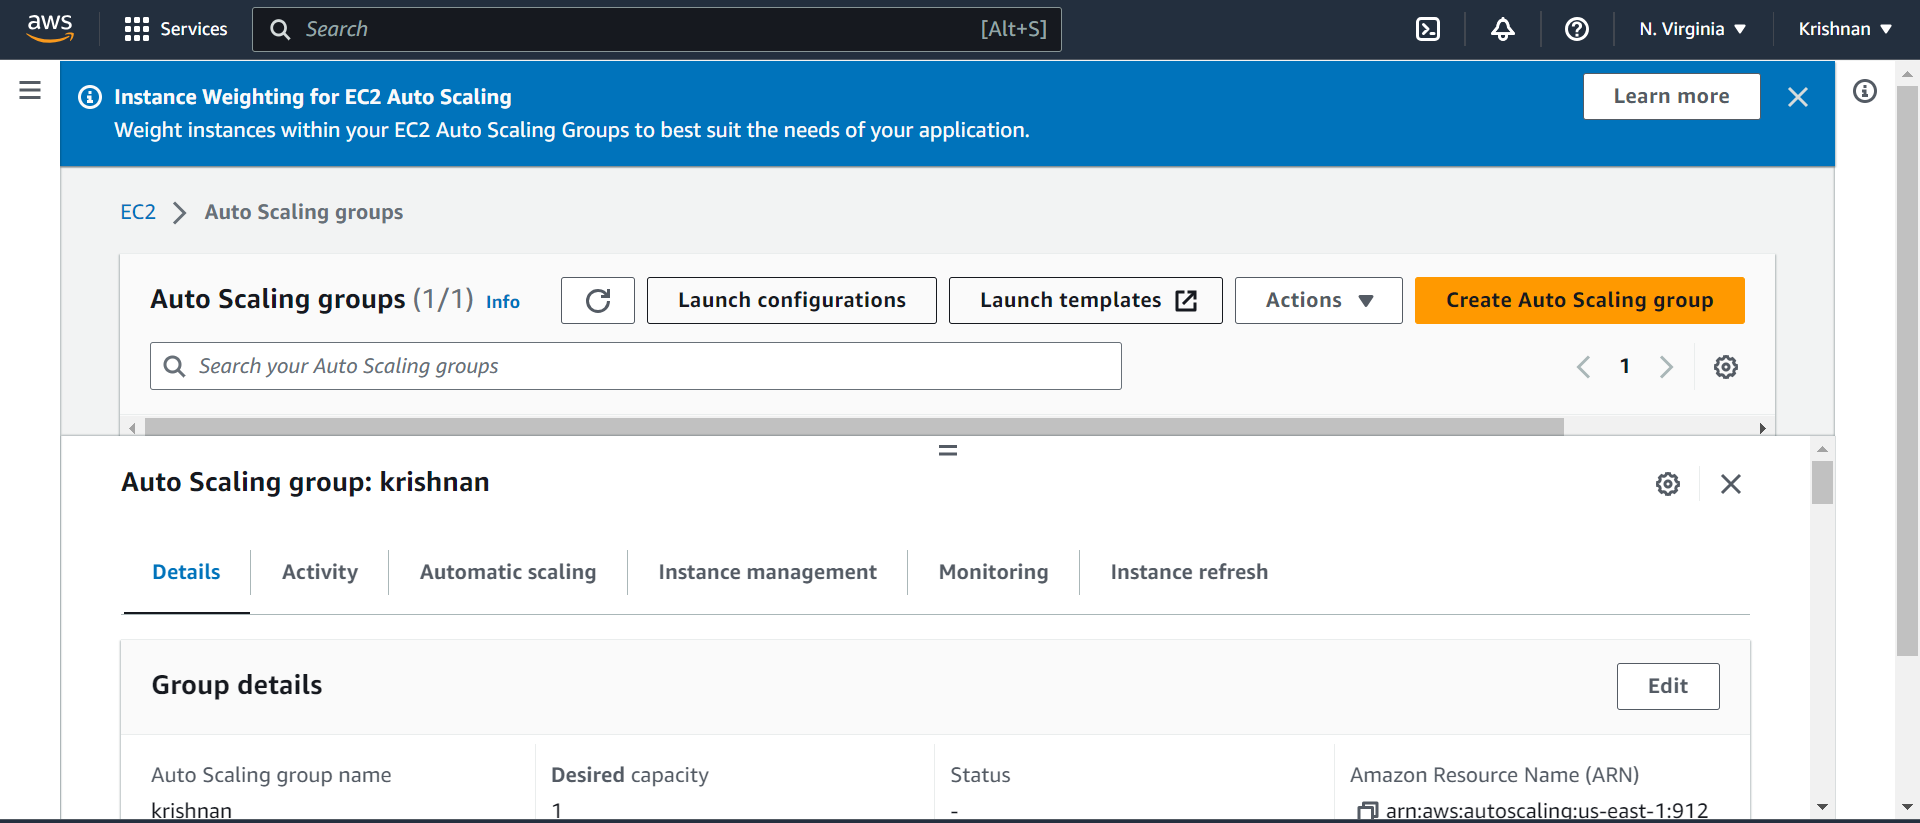 aws
Services
Search [Alt+S]
N. Virginia
Krishnan
Instance Weighting for EC2 Auto Scaling
Weight instances within your EC2 Auto Scaling Groups to best suit the needs of your application.
Learn more
EC2 Auto Scaling groups
Auto Scaling groups (1/1) Info
Launch configurations
Launch templates
Actions
Create Auto Scaling group
Search your Auto Scaling groups
1
Auto Scaling group: krishnan
Details
Activity
Automatic scaling
Instance management
Monitoring
Instance refresh
Group details
Edit
Auto Scaling group name
krishnan
Desired capacity
1
Status
-
Amazon Resource Name (ARN)
arn:aws:autoscaling:us-east-1:912